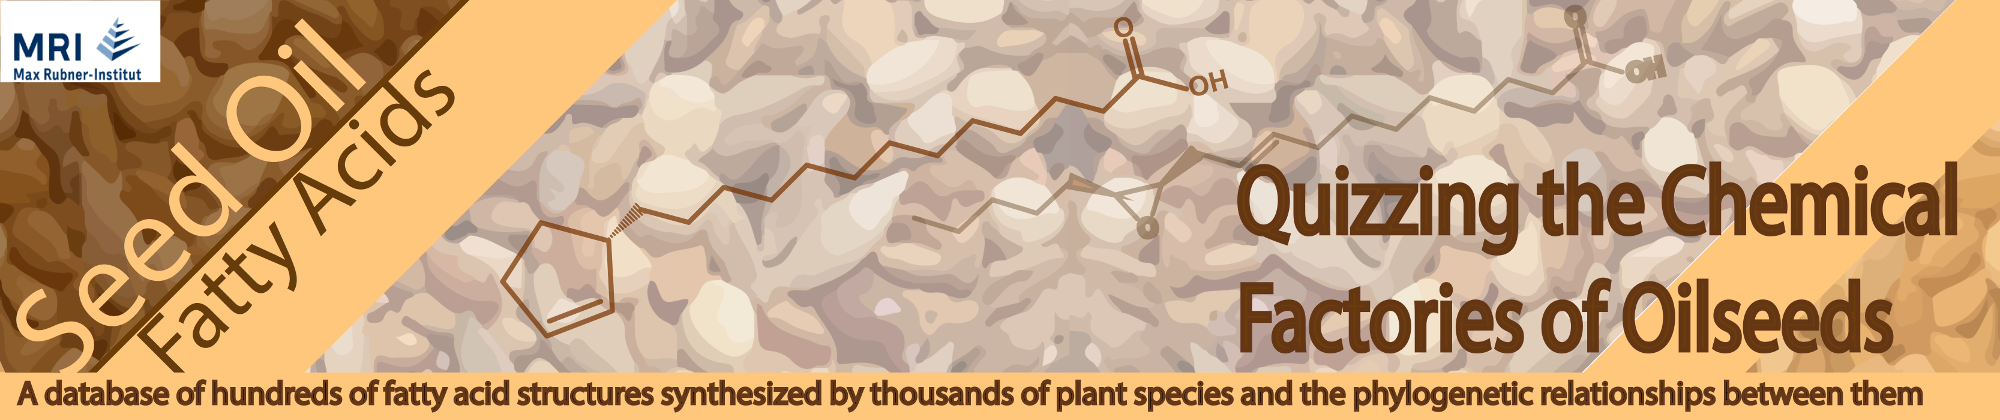 MRI
Max Rubner-Institut
Seed Oil
Fatty Acids
O
OH
O
OH
O
Quizzing the Chemical
Factories of Oilseeds
A database of hundreds of fatty acid structures synthesized by thousands of plant species and the phylogenetic relationships between them